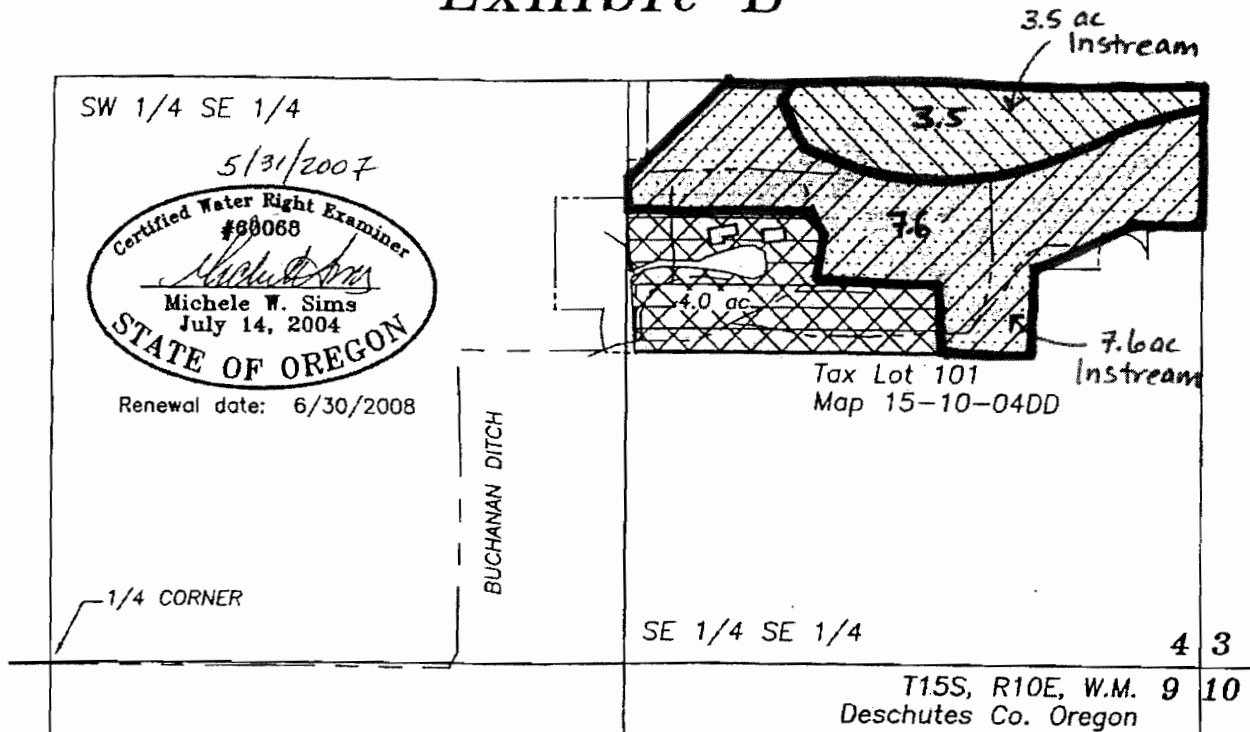 Exhibit B
3.5 ac
Instream
SW 1/4 SE 1/4
5/31/2007
Certified Water Right Examiner
#60068
Michele W. Sims
July 14, 2004
STATE OF OREGON
Renewal date: 6/30/2008
3.5
7.6
4.0 ac
7.6 ac
Instream
Tax Lot 101
Map 15-10-04DD
BUCHANAN DITCH
1/4 CORNER
SE 1/4 SE 1/4
4 3
T15S, R10E, W.M. 9 10
Deschutes Co. Oregon